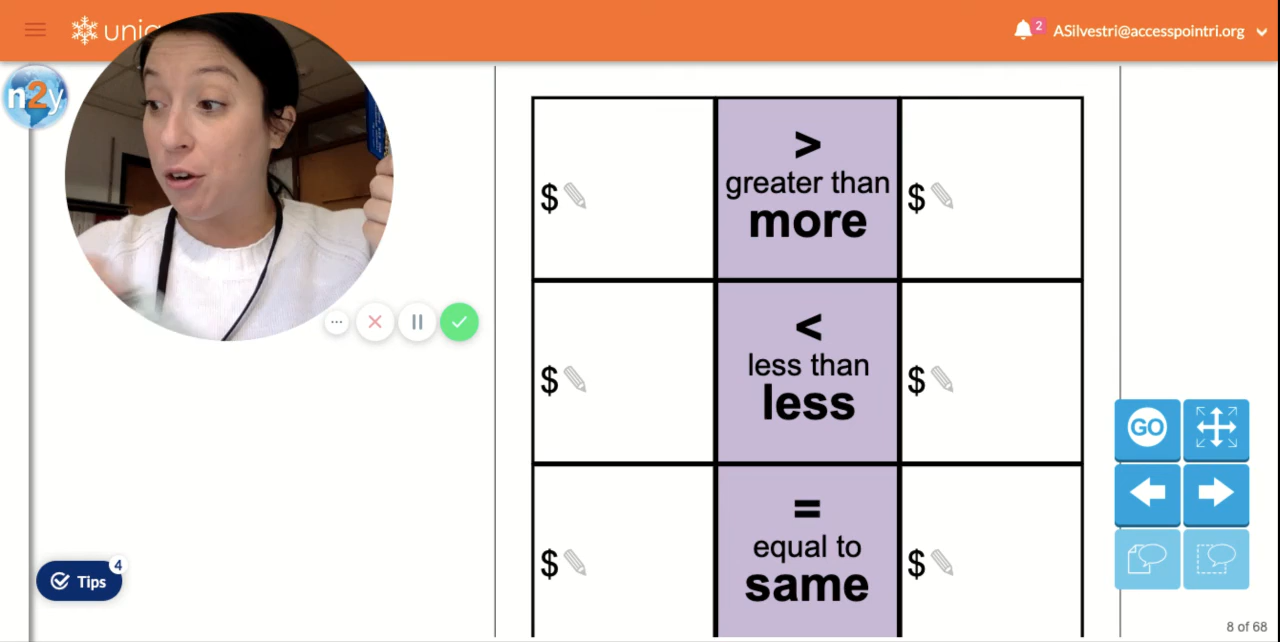 2
ASilvestri@accesspointri.org
n2y
$
>
greater than
more
$
$
<
less than
less
$
$
=
equal to
same
$
GO
Tips
4
8 of 68